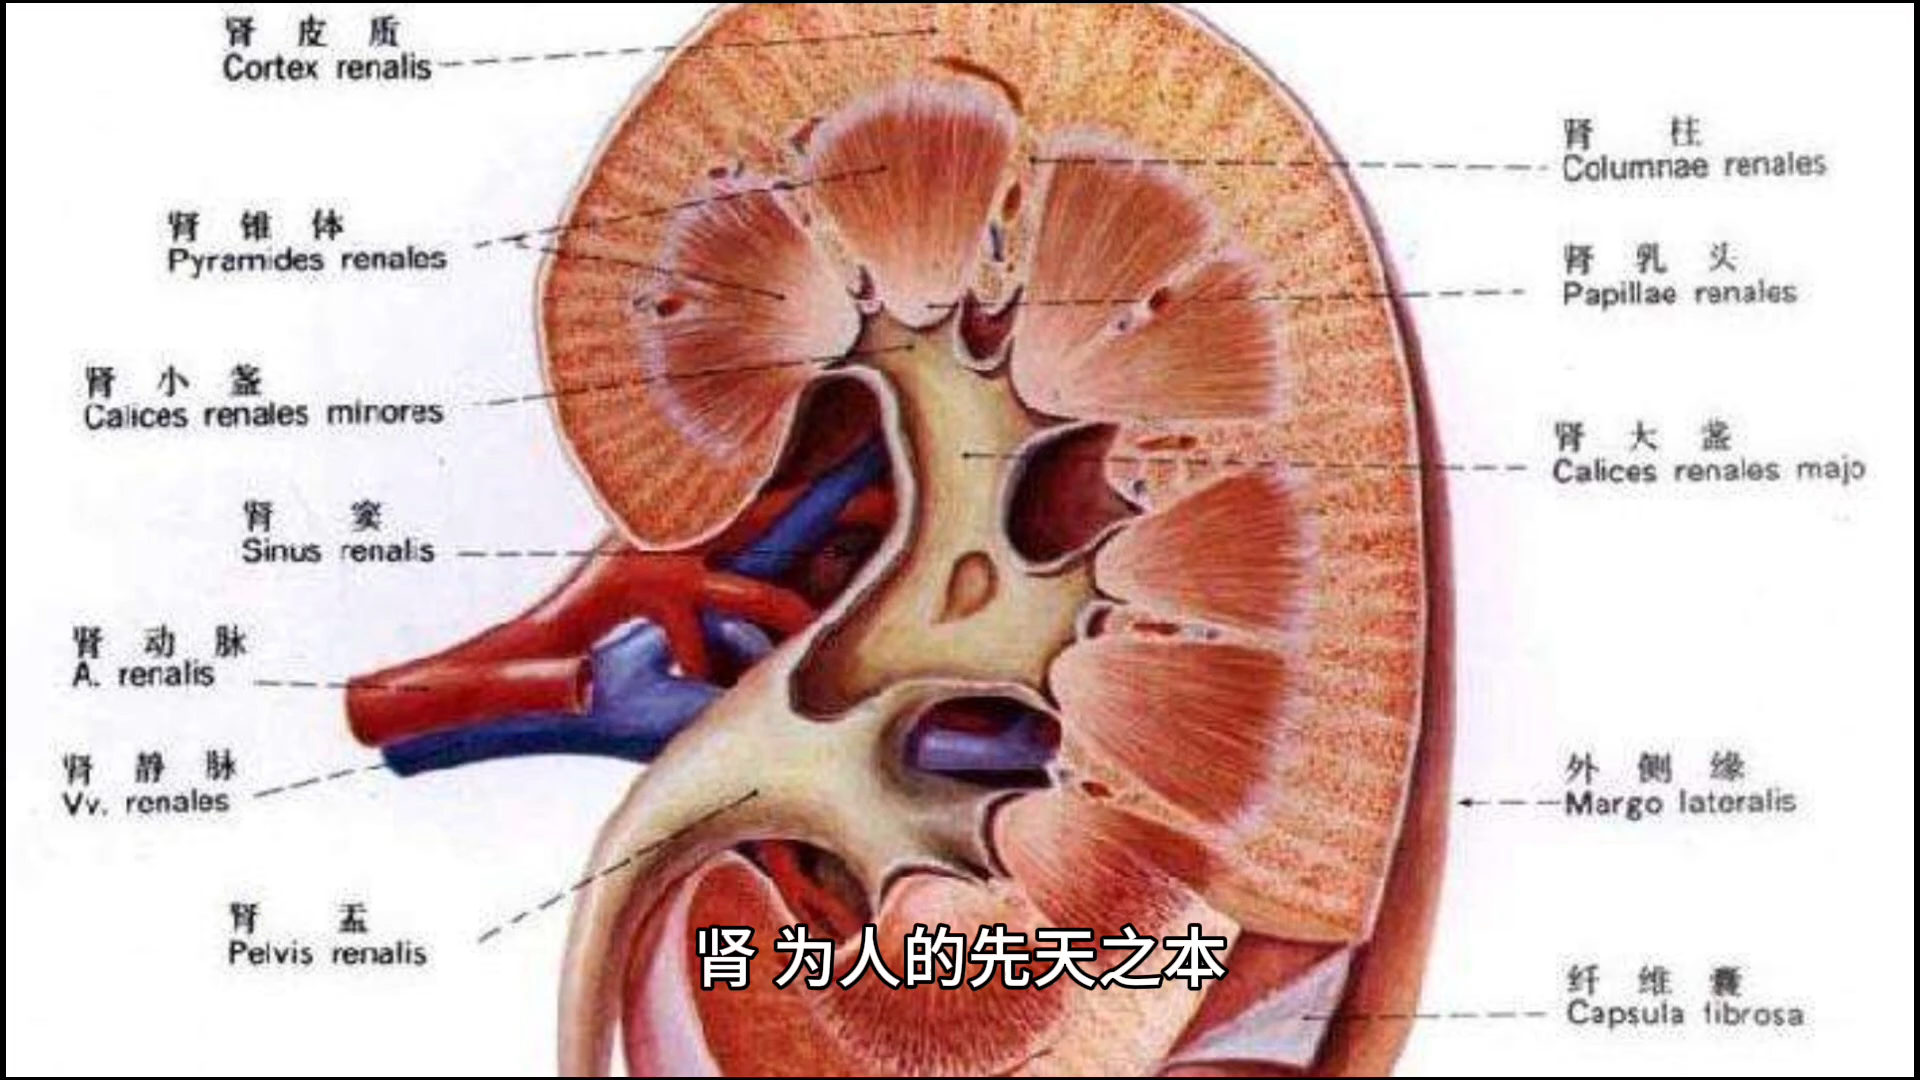 肾皮质
Cortex renalis
肾锥体
Pyramides renales
肾小盏
Calices renales minores
肾窦
Sinus renalis
肾动脉
A. renalis
肾静脉
Vv. renales
肾盂
Pelvis renalis
肾柱
Columnae renales
肾乳头
Papillae renales
肾大盏
Calices renales majo
外侧缘
Margo lateralis
纤维囊
Capsula fibrosa
肾 为人的先天之本